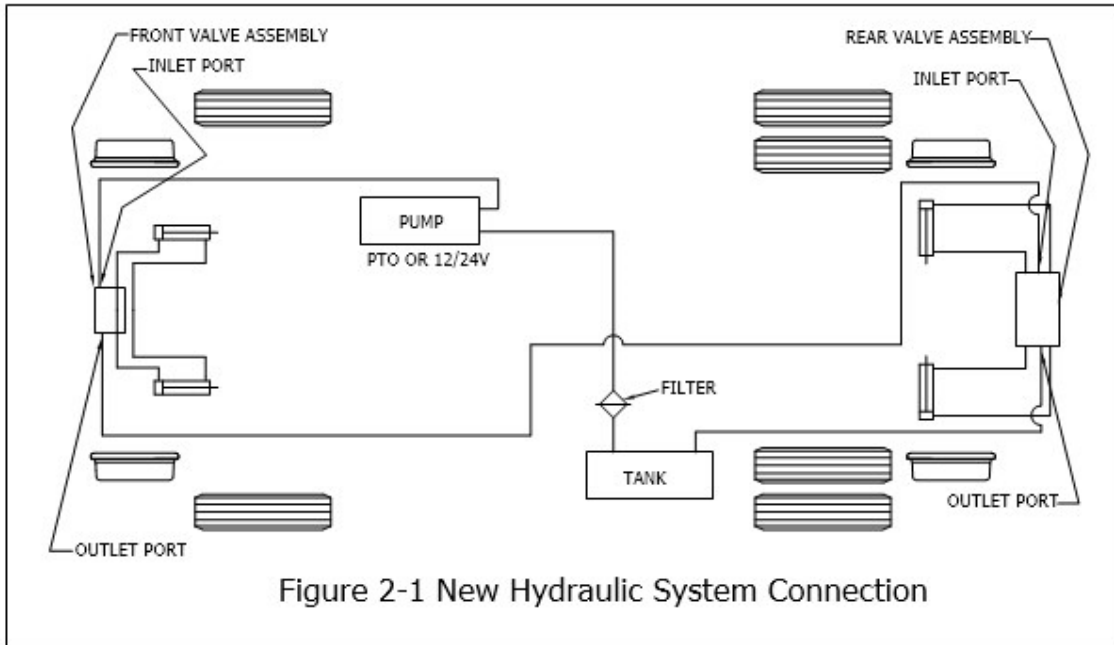 FRONT VALVE ASSEMBLY
INLET PORT
REAR VALVE ASSEMBLY
INLET PORT
PUMP
PTO OR 12/24V
FILTER
TANK
OUTLET PORT
OUTLET PORT
Figure 2-1 New Hydraulic System Connection